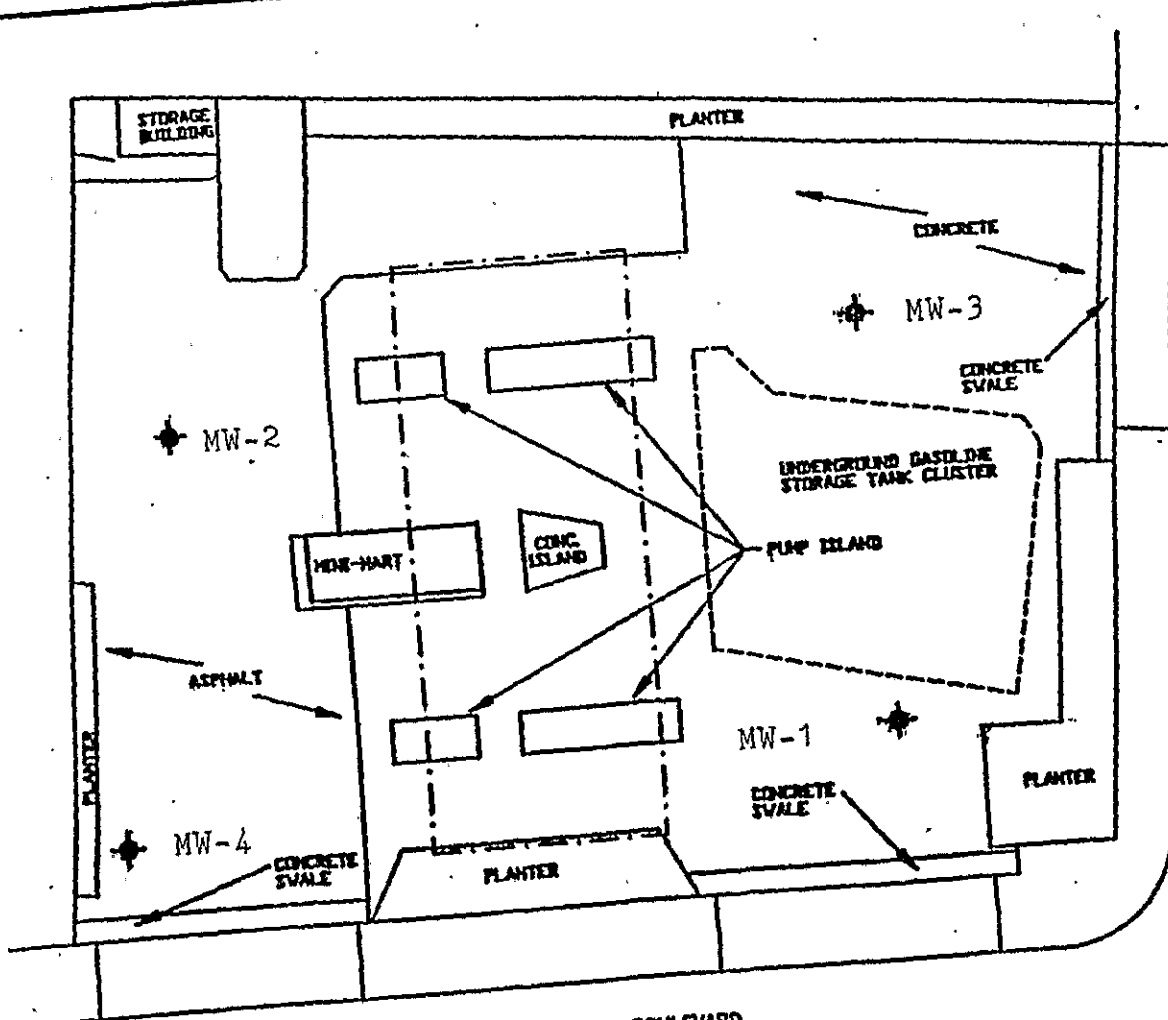 STORAGE
BUILDING
PLANTER
CONCRETE
MW-3
CONCRETE
SWALE
MW-2
UNDERGROUND GASOLINE
STORAGE TANK CLUSTER
CONC.
ISLAND
PUMP ISLAND
MINI-MART
ASPHALT
MW-1
PLANTER
PLANTER
CONCRETE
SWALE
MW-4
CONCRETE
SWALE
PLANTER